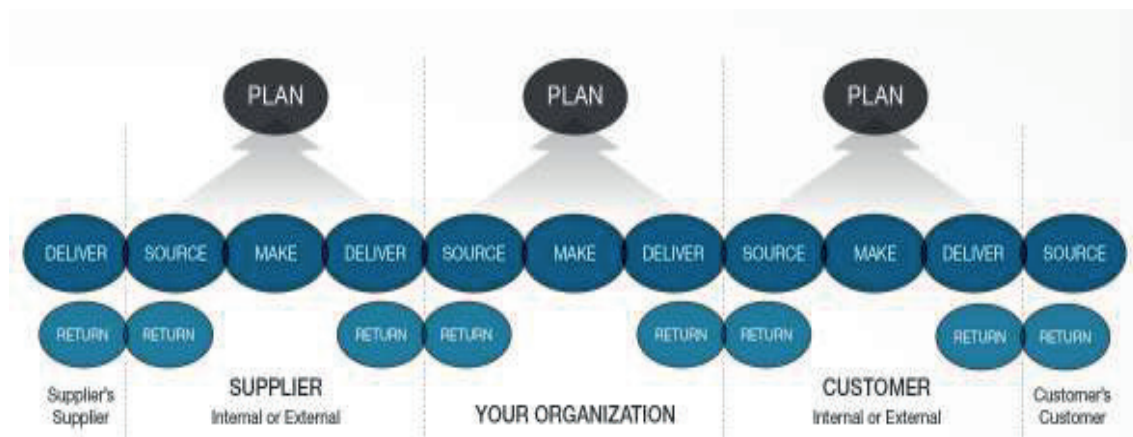 PLAN PLAN PLAN
DELIVER SOURCE MAKE DELIVER SOURCE MAKE DELIVER SOURCE MAKE DELIVER SOURCE
RETURN RETURN RETURN RETURN RETURN RETURN RETURN RETURN
Supplier's
Supplier
SUPPLIER
Internal or External
YOUR ORGANIZATION
CUSTOMER
Internal or External
Customer's
Customer